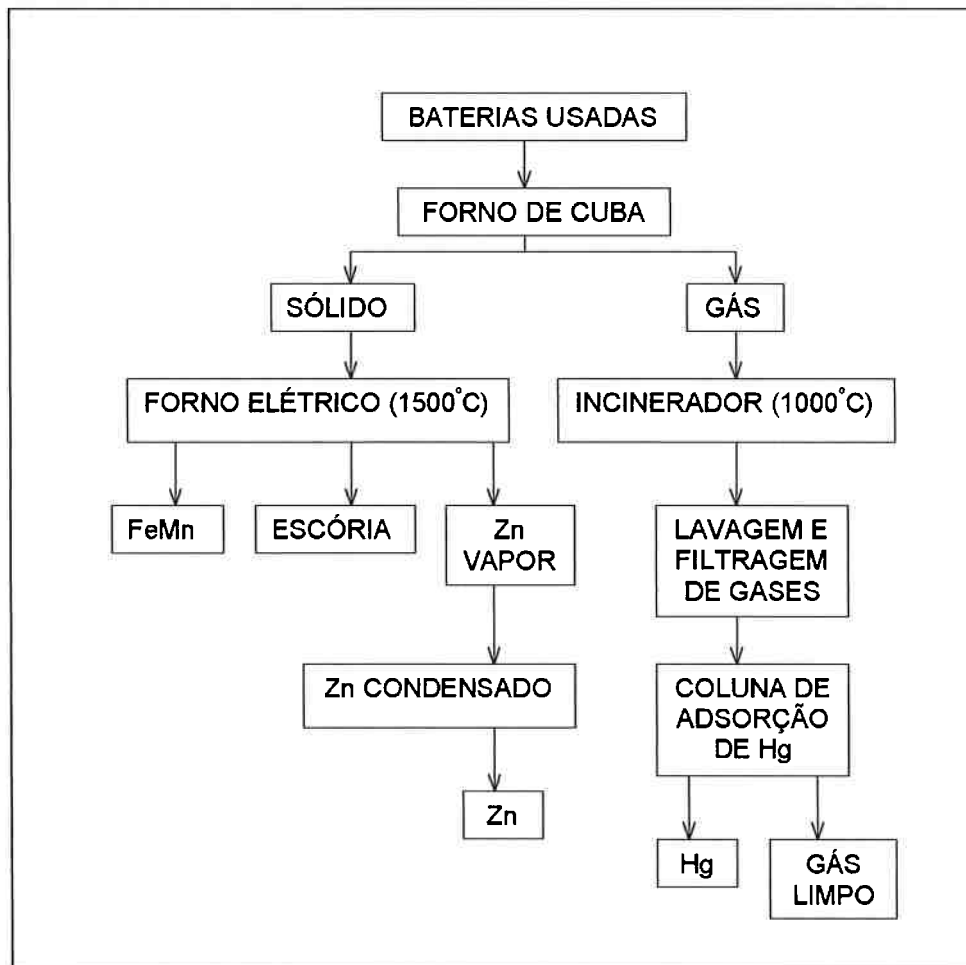 BATERIAS USADAS
FORNO DE CUBA
SÓLIDO
GÁS
FORNO ELÉTRICO (1500°C)
INCINERADOR (1000°C)
FeMn
ESCÓRIA
Zn
VAPOR
LAVAGEM E
FILTRAGEM
DE GASES
Zn CONDENSADO
COLUNA DE
ADSORÇÃO
DE Hg
Zn
Hg
GÁS
LIMPO